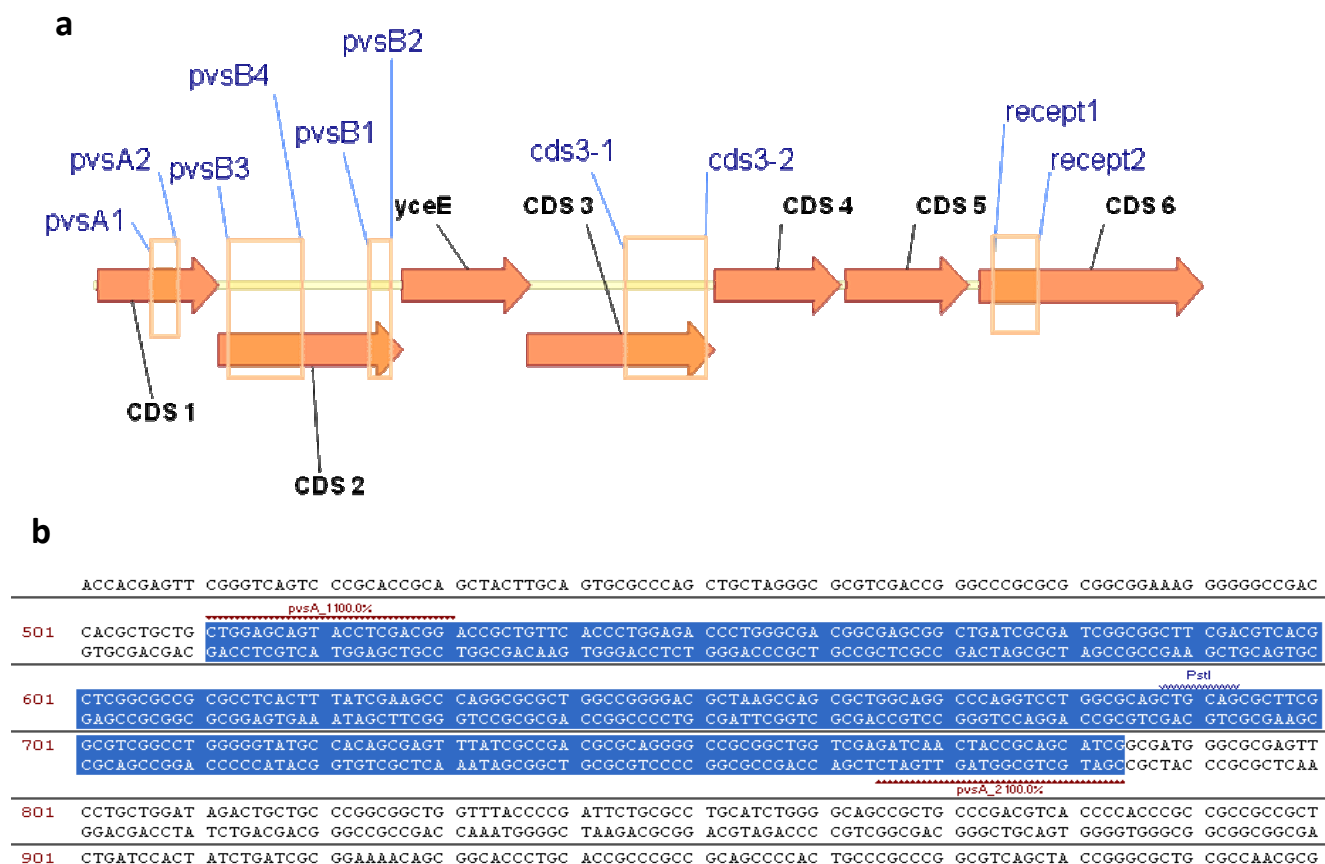 a
pvsB2
pvsB4
pvsB1
recept1
pvsA2
pvsB3
cds3-1
cds3-2
recept2
pvsA1
yceE
CDS 3
CDS 4
CDS 5
CDS 6
CDS 1
CDS 2
b
ACCACGAGTT CGGGTCAGTC CCGCACCGCA GCTACTTGCA GTGCGCCCAG CTGCTAGGGC GCGTCGACCG GGCCCGCGCG CGGCGGAAAG GGGGGCCGAC
pvsA_1100.0%
501 CACGCTGCTG CTGGAGCAGT ACCTCGACGG ACCGCTGTTC ACCCTGGAGA CCCTGGGCGA CGGCGAGCGG CTGATCGCGA TCGGCGGCTT CGACGTCACG
GTGCGACGAC GACCTCGTCA TGGAGCTGCC TGGCGACAAG TGGGACCTCT GGGACCCGCT GCCGCTCGCC GACTAGCGCT AGCCGCCGAA GCTGCAGTGC
PstI
601 CTCGGCGCCG CGCCTCACTT TATCGAAGCC CAGGCGCGCT GGCCGGGGAC GCTAAGCCAG CGCTGGCAGG CCCAGGTCCT GGCGCAGCTG CAGCGCTTCG
GAGCCGCGGC GCGGAGTGAA ATAGCTTCGG GTCCGCGCGA CCGGCCCCTG CGATTCGGTC GCGACCGTCC GGGTCCAGGA CCGCGTCGAC GTCGCGAAGC
701 GCGTCGGCCT GGGGGTATGC CACAGCGAGT TTATCGCCGA CGCGCAGGGG CCGCGGCTGG TCGAGATCAA CTACCGCAGC ATCGGCGATG GGCGCGAGTT
CGCAGCCGGA CCCCCATACG GTGTCGCTCA AATAGCGGCT GCGCGTCCCC GGCGCCGACC AGCTCTAGTT GATGGCGTCG TAGCCGCTAC CCGCGCTCAA
pvsA_2100.0%
801 CCTGCTGGAT AGACTGCTGC CCGGCGGCTG GTTTACCCCG ATTCTGCGCC TGCATCTGGG GCAGCCGCTG CCCGACGTCA CCCCACCCGC CGCCGCCGCT
GGACGACCTA TCTGACGACG GGCCGCCGAC CAAATGGGGC TAAGACGCGG ACGTAGACCC CGTCGGCGAC GGGCTGCAGT GGGGTGGGCG GCGGCGGCGA
901 CTGATCCACT ATCTGATCGC GGAAAACAGC GGCACCCTGC ACCGCCCGCC GCAGCCCCAC TGCCCGCCCG GCGTCAGCTA CCGGGCGCTG GCGCAACGCG